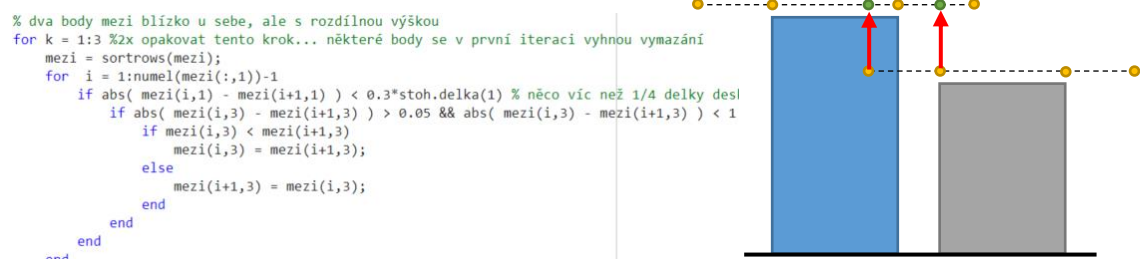 % dva body mezi blízko u sebe, ale s rozdílnou výškou
for k = 1:3 %2x opakovat tento krok... některé body se v první iteraci vyhnou vymazání
mezi = sortrows(mezi);
for i = 1:numel(mezi(:,1))-1
if abs( mezi(i,1) - mezi(i+1,1) ) < 0.3*stoh.delka(1) % něco víc než 1/4 delky
if abs( mezi(i,3) - mezi(i+1,3) ) > 0.05 && abs( mezi(i,3) - mezi(i+1,3) ) < 1
if mezi(i,3) < mezi(i+1,3)
mezi(i,3) = mezi(i+1,3);
else
mezi(i+1,3) = mezi(i,3);
end
end
end
end